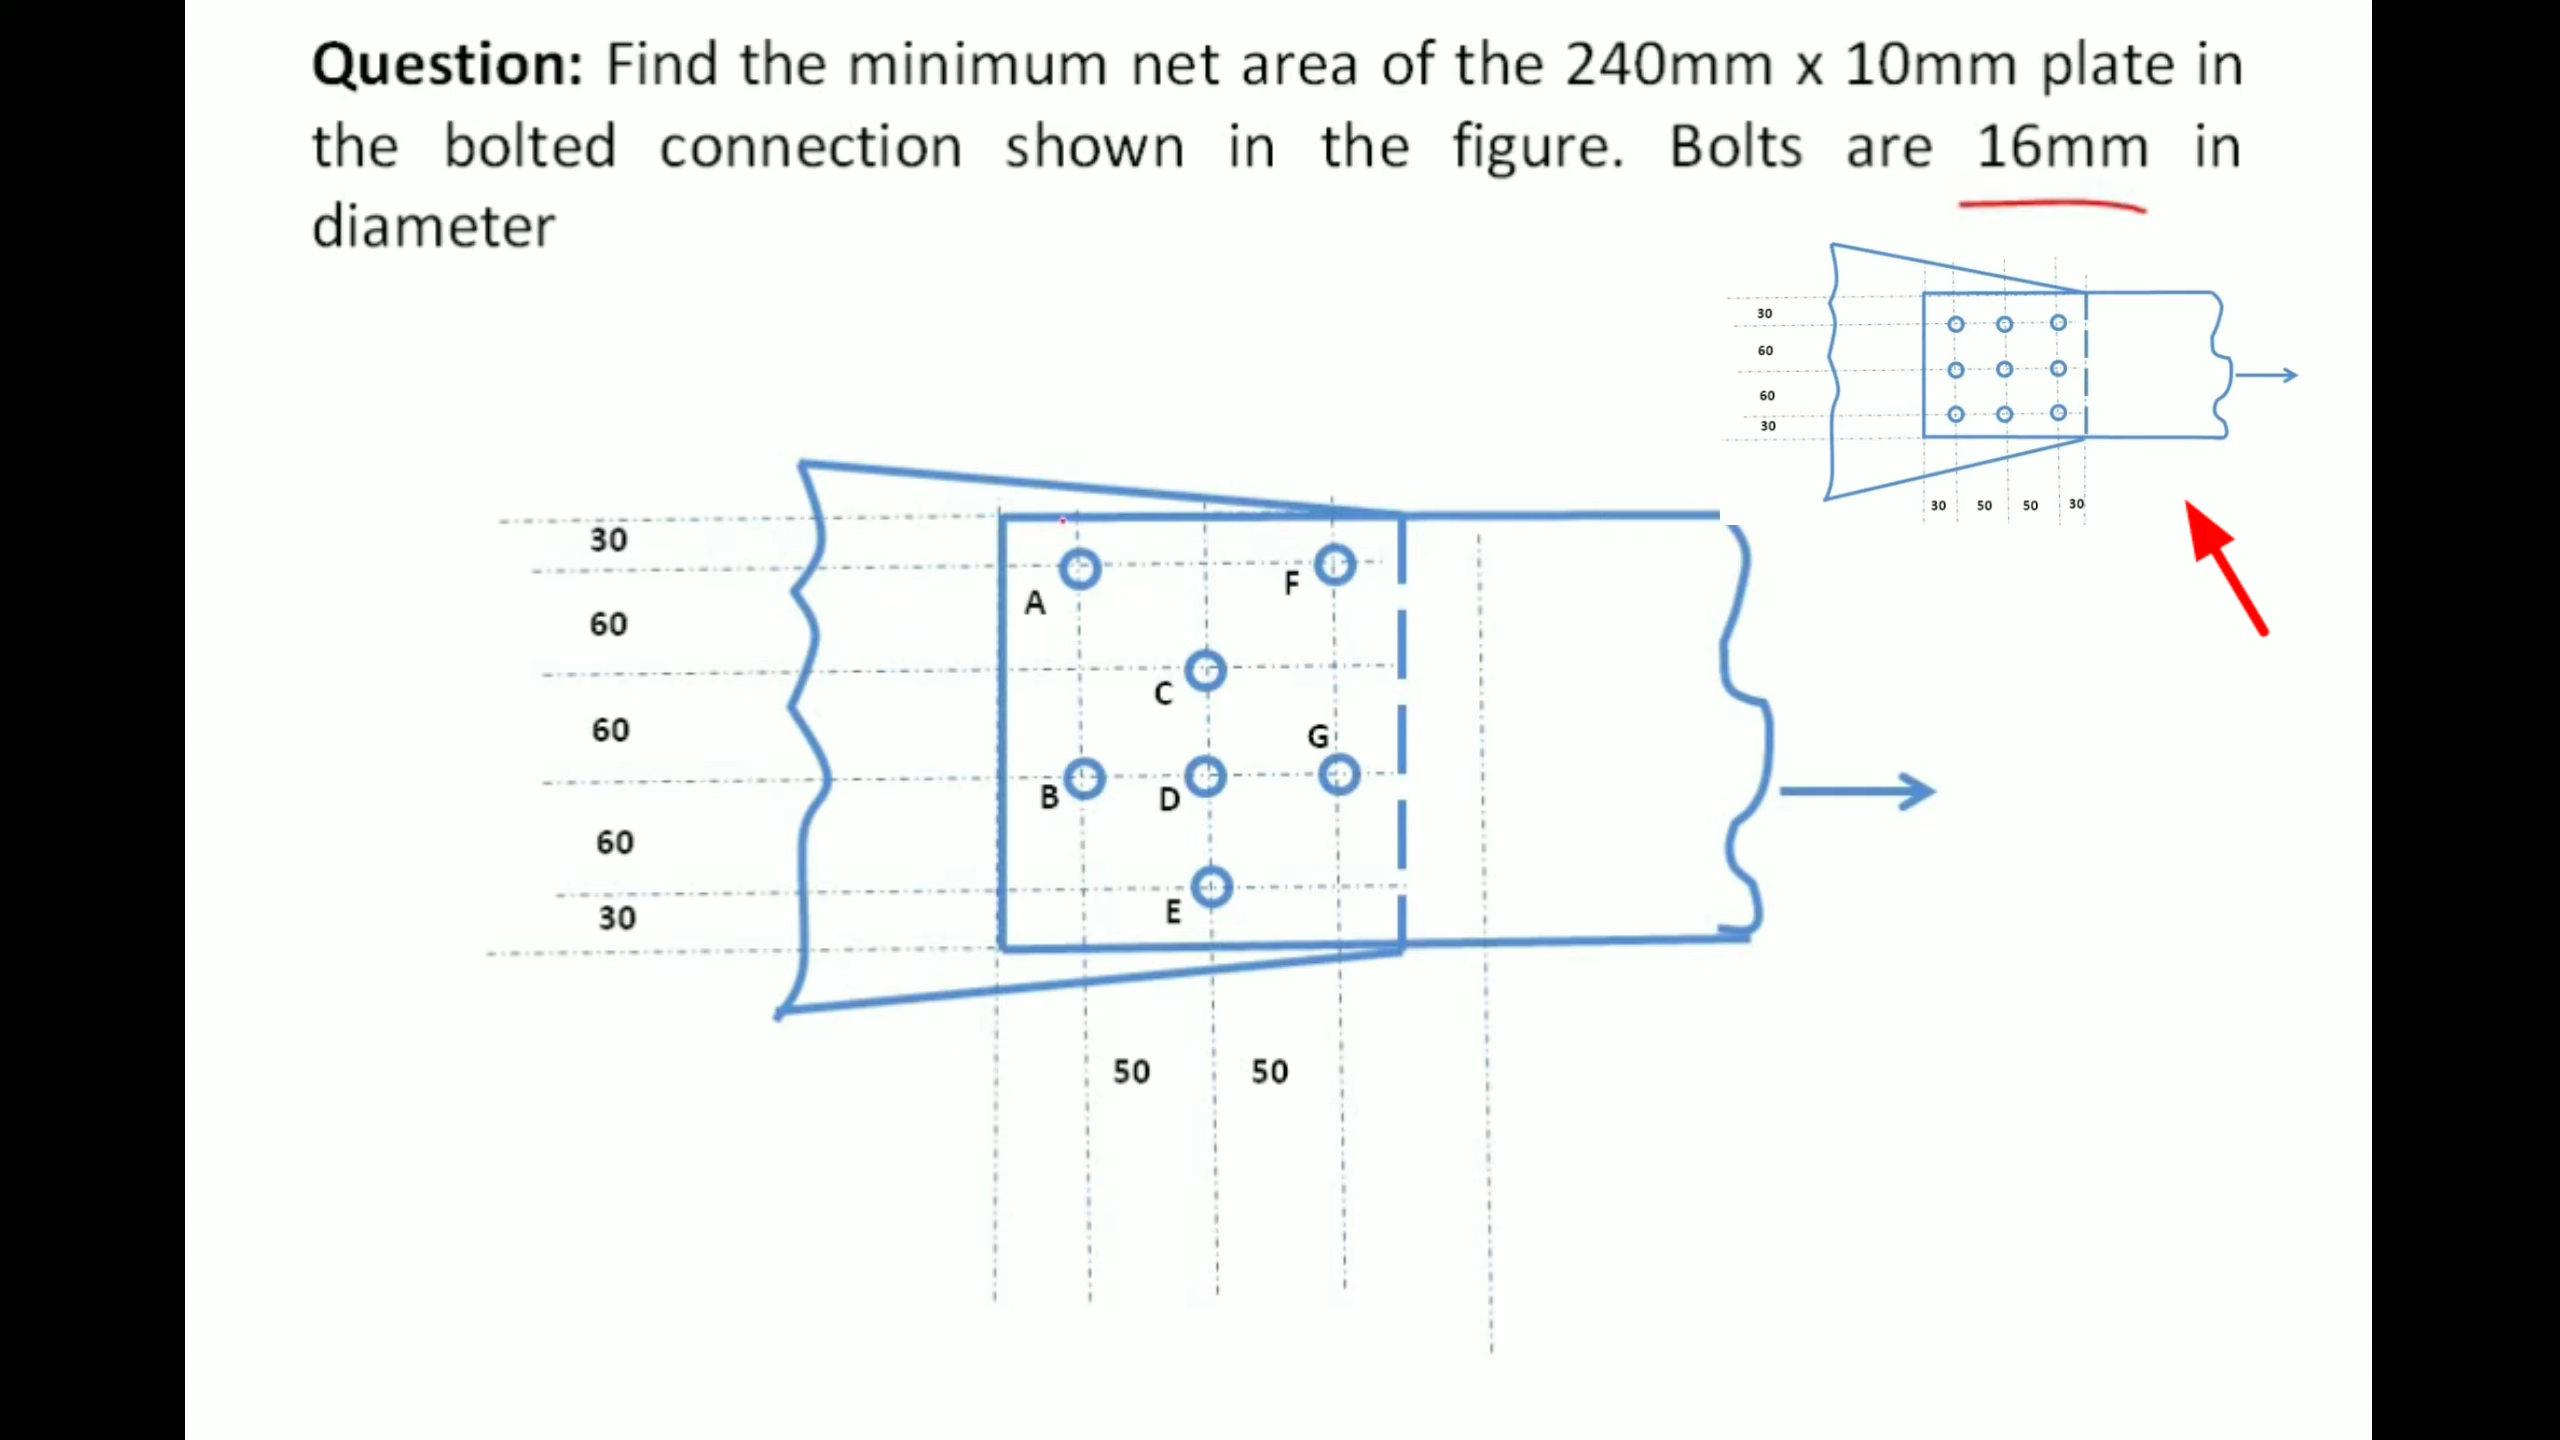 Question: Find the minimum net area of the 240mm x 10mm plate in
the bolted connection shown in the figure. Bolts are 16mm in
diameter
30
60
60
30
30 50 50 30
30
60
60
60
30
A
F
C
G
B
D
E
50 50